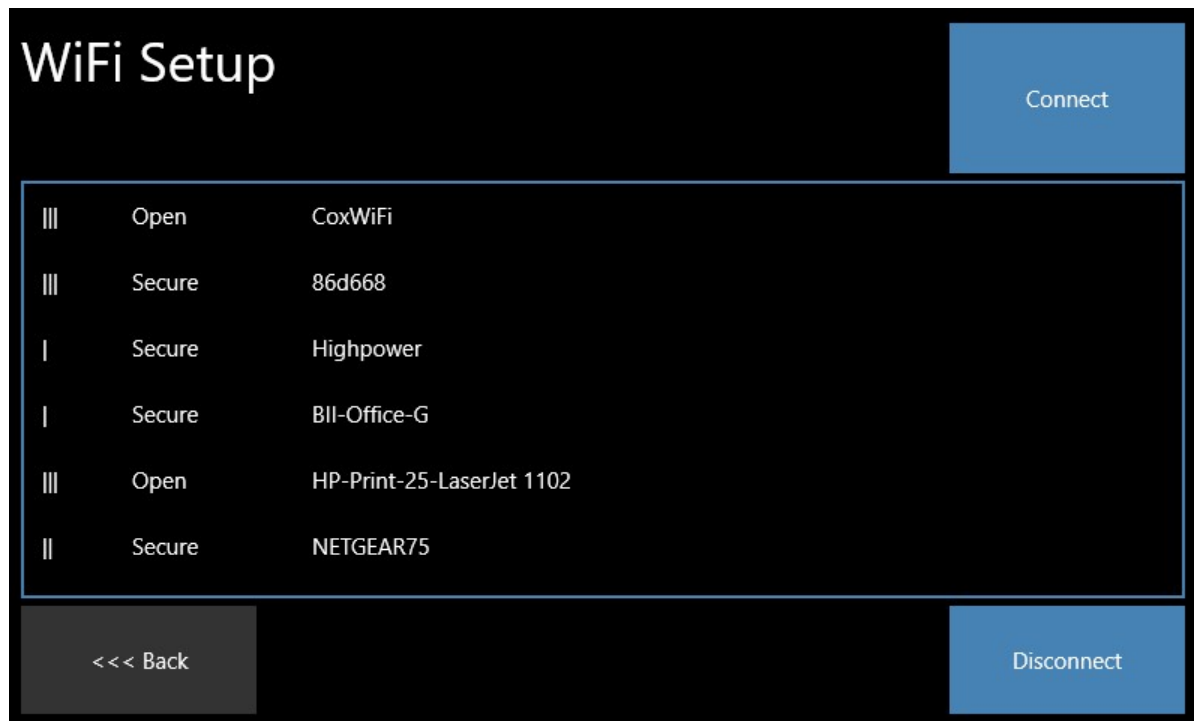 WiFi Setup
Connect
||| Open CoxWiFi
||| Secure 86d668
| Secure Highpower
| Secure BII-Office-G
||| Open HP-Print-25-LaserJet 1102
|| Secure NETGEAR75
<<< Back
Disconnect